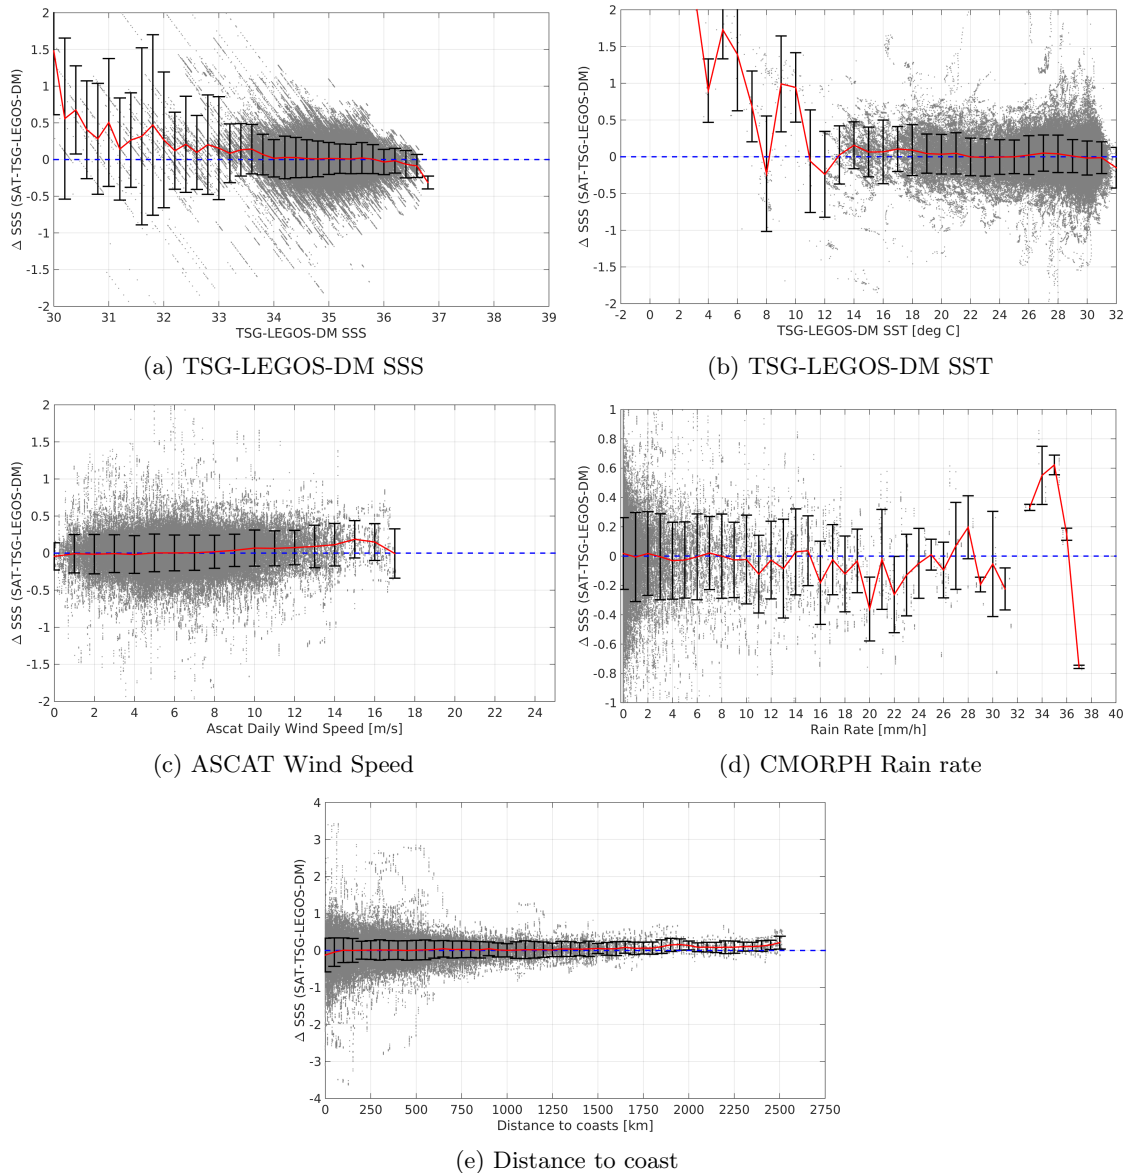 2
1.5
1
0.5
0
-0.5
-1
-1.5
-2
Δ SSS (SAT-TSG-LEGOS-DM)
30 31 32 33 34 35 36 37 38 39
TSG-LEGOS-DM SSS
(a) TSG-LEGOS-DM SSS
2
1.5
1
0.5
0
-0.5
-1
-1.5
-2
Δ SSS (SAT-TSG-LEGOS-DM)
-2 0 2 4 6 8 10 12 14 16 18 20 22 24 26 28 30 32
TSG-LEGOS-DM SST [deg C]
(b) TSG-LEGOS-DM SST
2
1.5
1
0.5
0
-0.5
-1
-1.5
-2
Δ SSS (SAT-TSG-LEGOS-DM)
0 2 4 6 8 10 12 14 16 18 20 22 24
Ascat Daily Wind Speed [m/s]
(c) ASCAT Wind Speed
1
0.8
0.6
0.4
0.2
0
-0.2
-0.4
-0.6
-0.8
-1
Δ SSS (SAT-TSG-LEGOS-DM)
0 2 4 6 8 10 12 14 16 18 20 22 24 26 28 30 32 34 36 38 40
Rain Rate [mm/h]
(d) CMORPH Rain rate
4
3
2
1
0
-1
-2
-3
-4
Δ SSS (SAT-TSG-LEGOS-DM)
0 250 500 750 1000 1250 1500 1750 2000 2250 2500 2750
Distance to coasts [km]
(e) Distance to coast